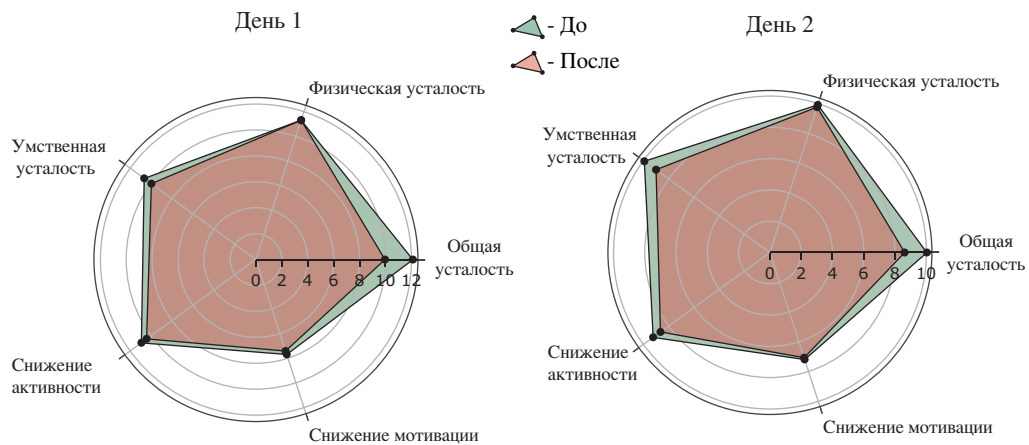 День 1
- До
- После
День 2
Физическая усталость
Умственная
усталость
Общая
усталость
0 2 4 6 8 10 12
Снижение
активности
Снижение мотивации
Физическая усталость
Умственная
усталость
Общая
усталость
0 2 4 6 8 10
Снижение
активности
Снижение мотивации